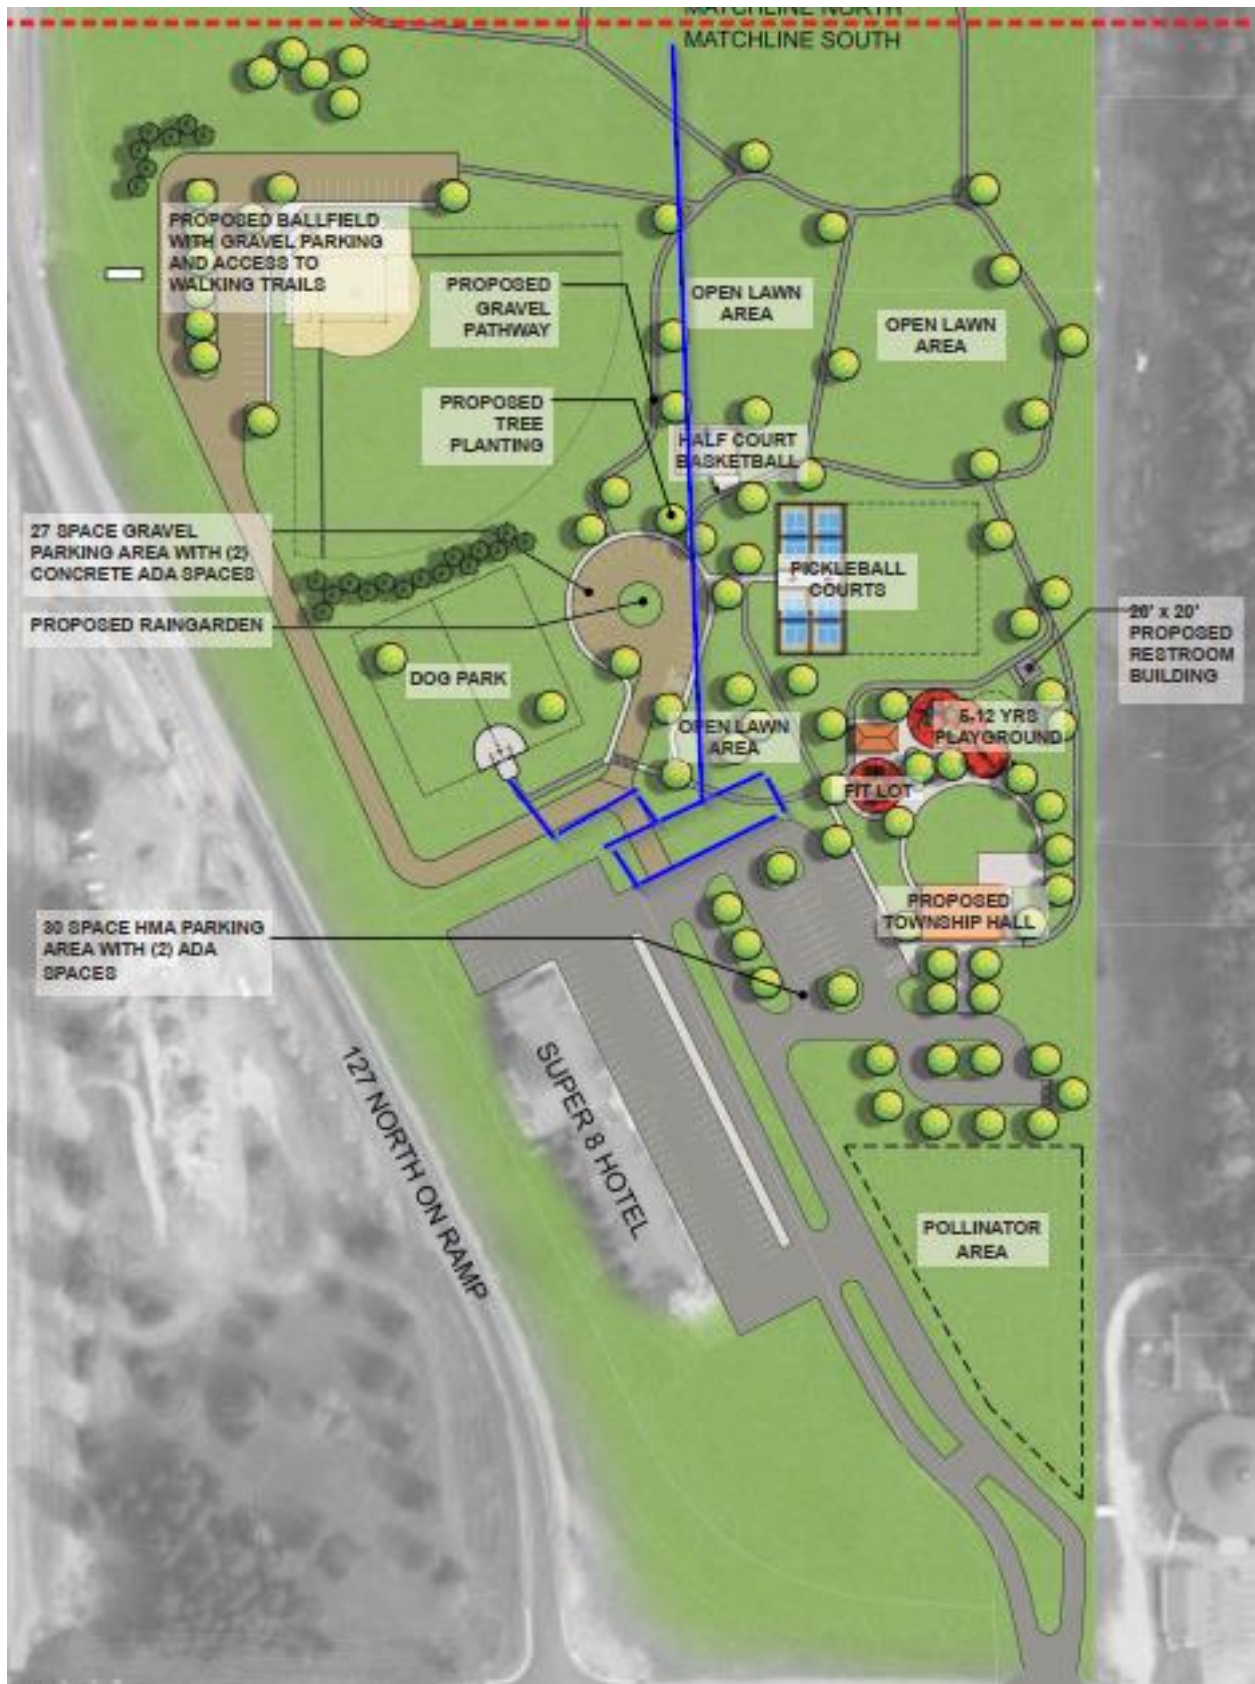 MATCHLINE NORTH
MATCHLINE SOUTH
PROPOSED BALLFIELD
WITH GRAVEL PARKING
AND ACCESS TO
WALKING TRAILS
PROPOSED
GRAVEL
PATHWAY
OPEN LAWN
AREA
OPEN LAWN
AREA
PROPOSED
TREE
PLANTING
HALF COURT
BASKETBALL
27 SPACE GRAVEL
PARKING AREA WITH (2)
CONCRETE ADA SPACES
PICKLEBALL
COURTS
PROPOSED RAINGARDEN
20' x 20'
PROPOSED
RESTROOM
BUILDING
DOG PARK
OPEN LAWN
AREA
5-12 YRS
PLAYGROUND
FIT LOT
PROPOSED
TOWNSHIP HALL
30 SPACE HMA PARKING
AREA WITH (2) ADA
SPACES
SUPER 8 HOTEL
127 NORTH ON RAMP
POLLINATOR
AREA